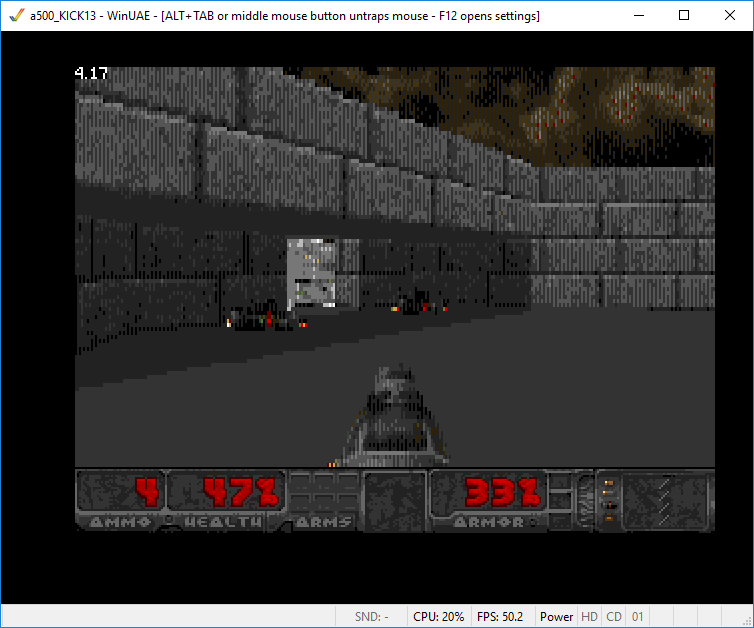 a500_KICK13 - WinUAE - [ALT+TAB or middle mouse button untraps mouse - F12 opens settings]
4.17
4 47% 33%
AMMO HEALTH ARMS ARMOR
SND: - CPU: 20% FPS: 50.2 Power HD CD 01